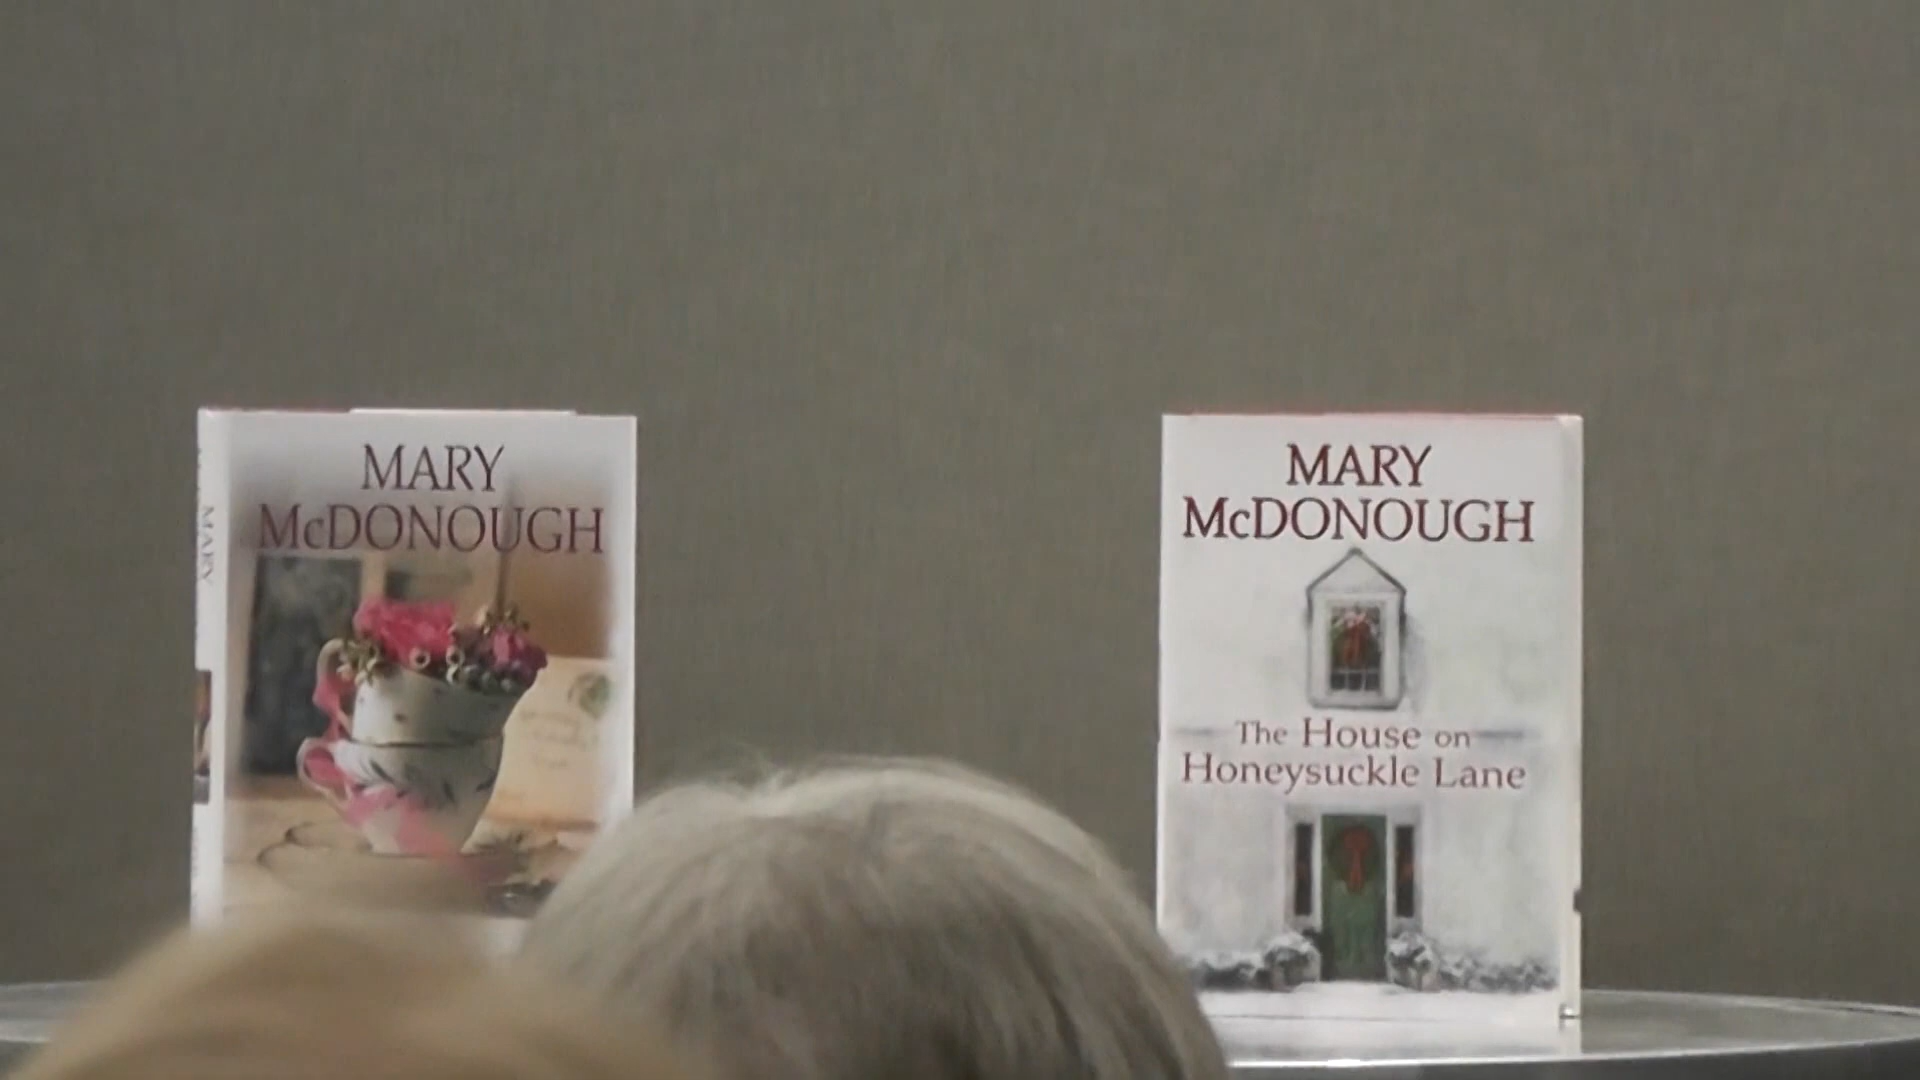 MARY
McDONOUGH
MARY
MARY
McDONOUGH
The House on
Honeysuckle Lane